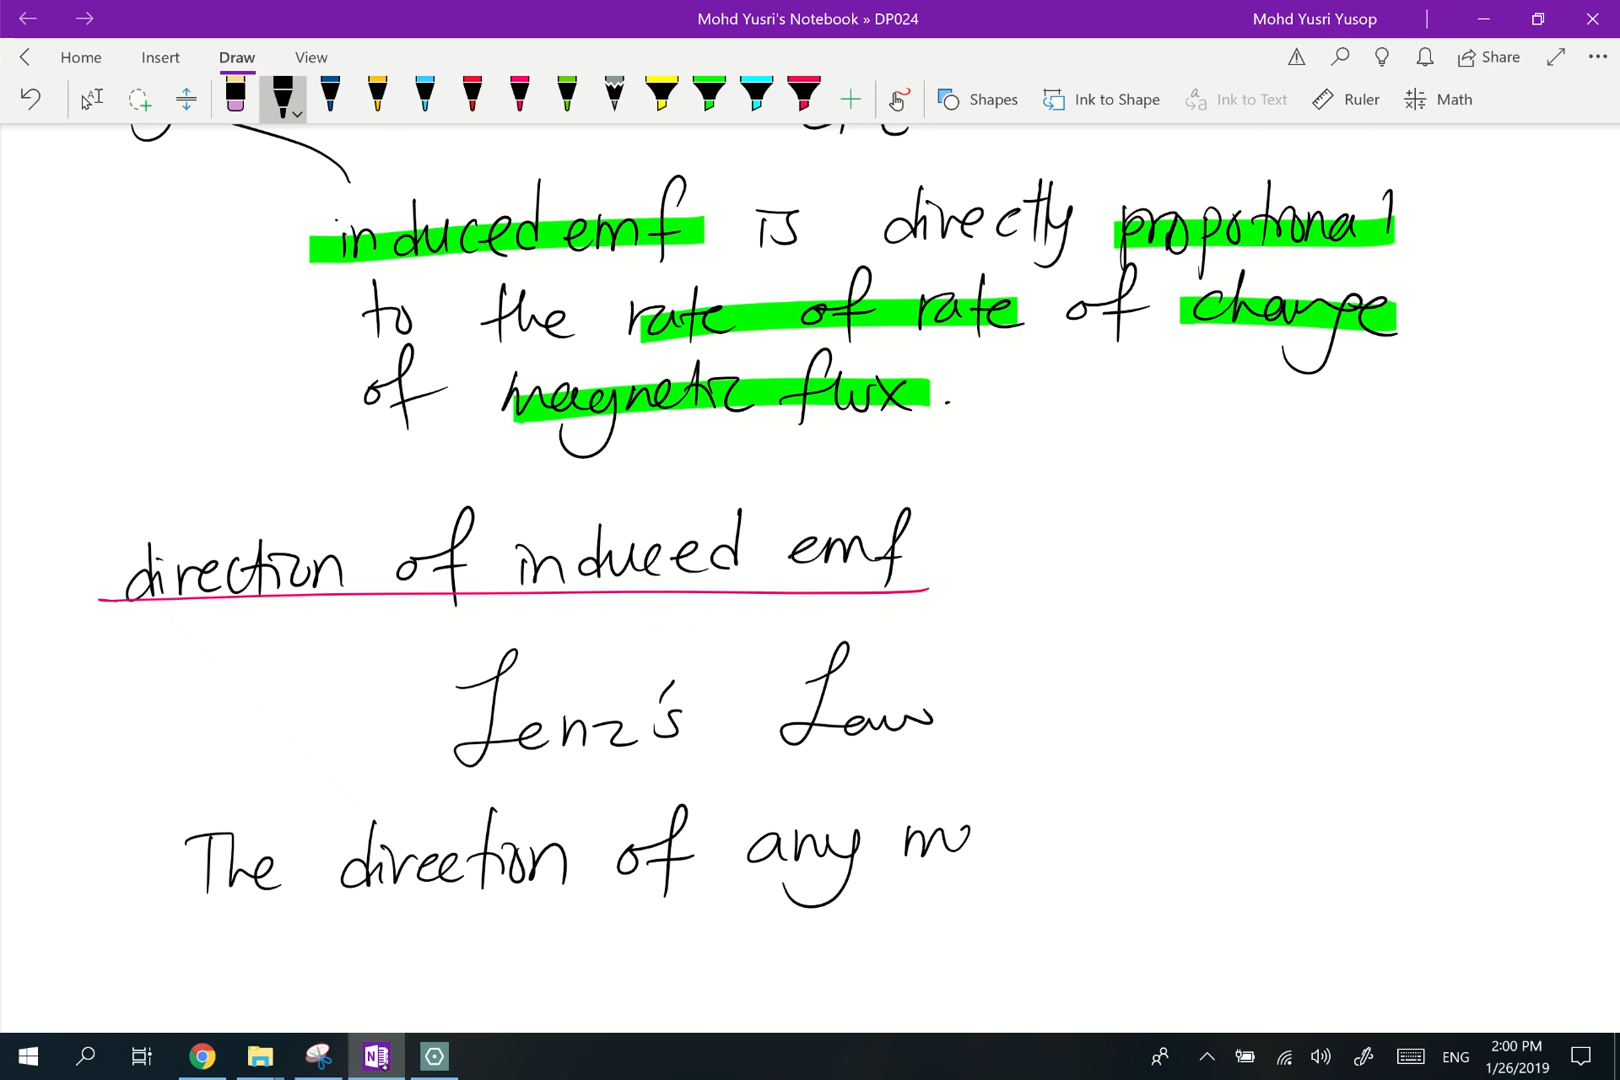 Mohd Yusri's Notebook » DP024 Mohd Yusri Yusop
Home Insert Draw View Share
Shapes Ink to Shape Ink to Text Ruler Math
induced emf is directly propotional
to the rate of rate of change
of magnetic flux.
direction of induced emf
Lenz's Law
The direction of any
ENG 2:00 PM
1/26/2019